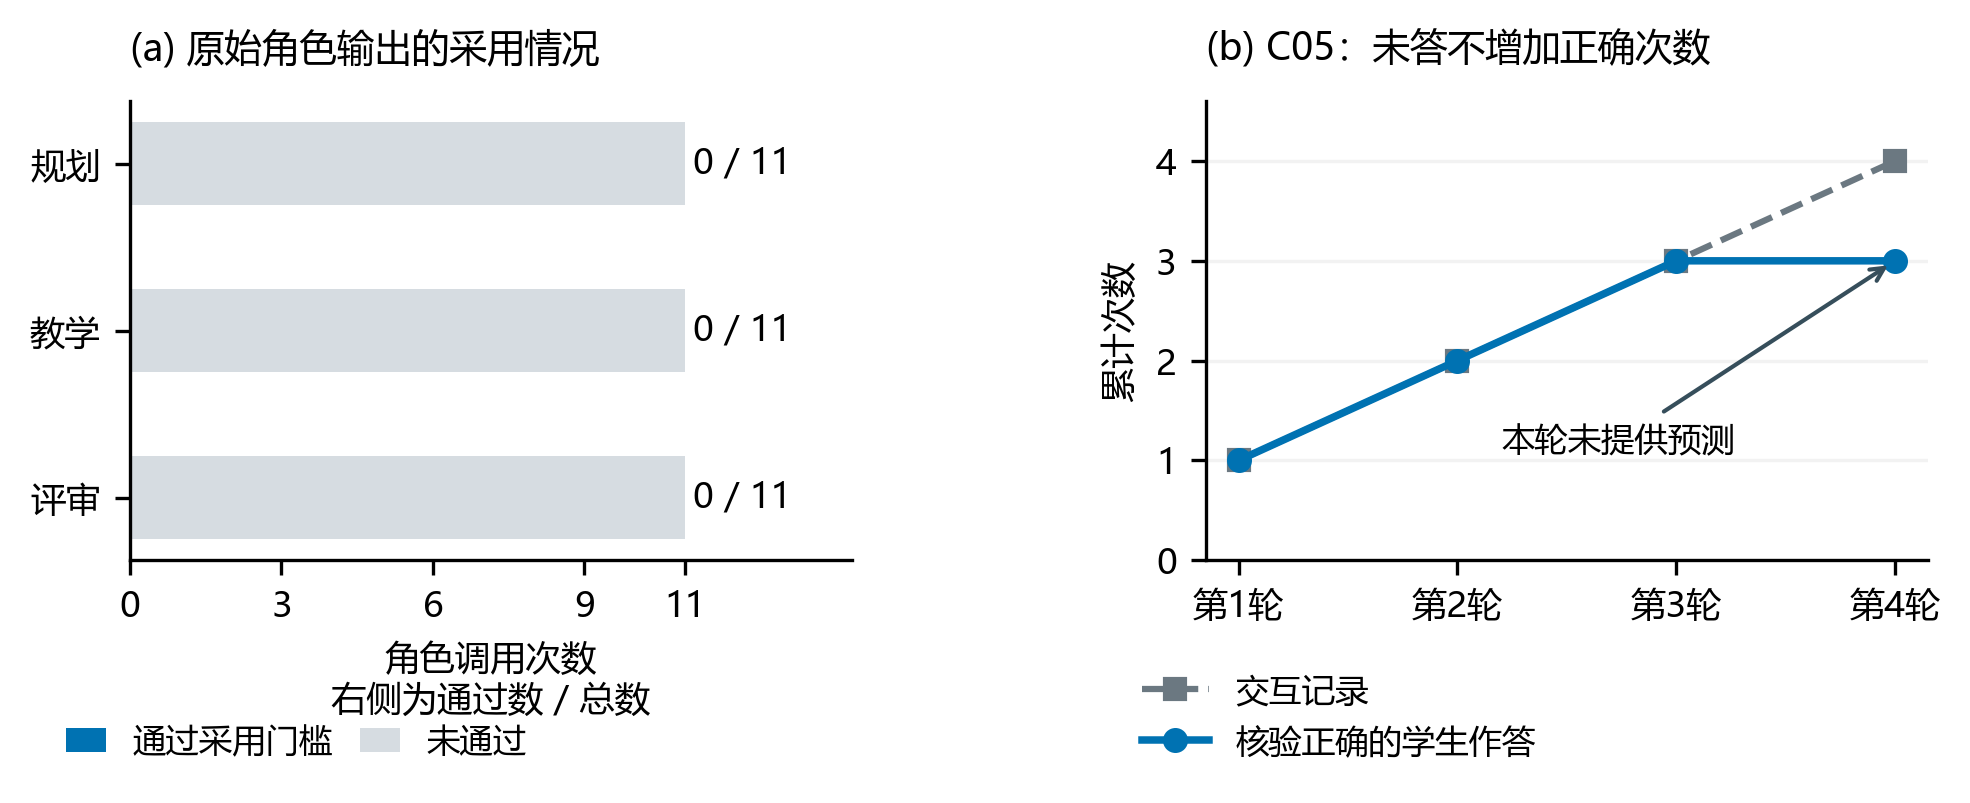 (a) 原始角色输出的采用情况
规划
0 / 11
教学
0 / 11
评审
0 / 11
0 3 6 9 11
角色调用次数
右侧为通过数 / 总数
通过采用门槛 未通过
(b) C05：未答不增加正确次数
累计次数
4
3
2
1
0
本轮未提供预测
第1轮 第2轮 第3轮 第4轮
交互记录
核验正确的学生作答